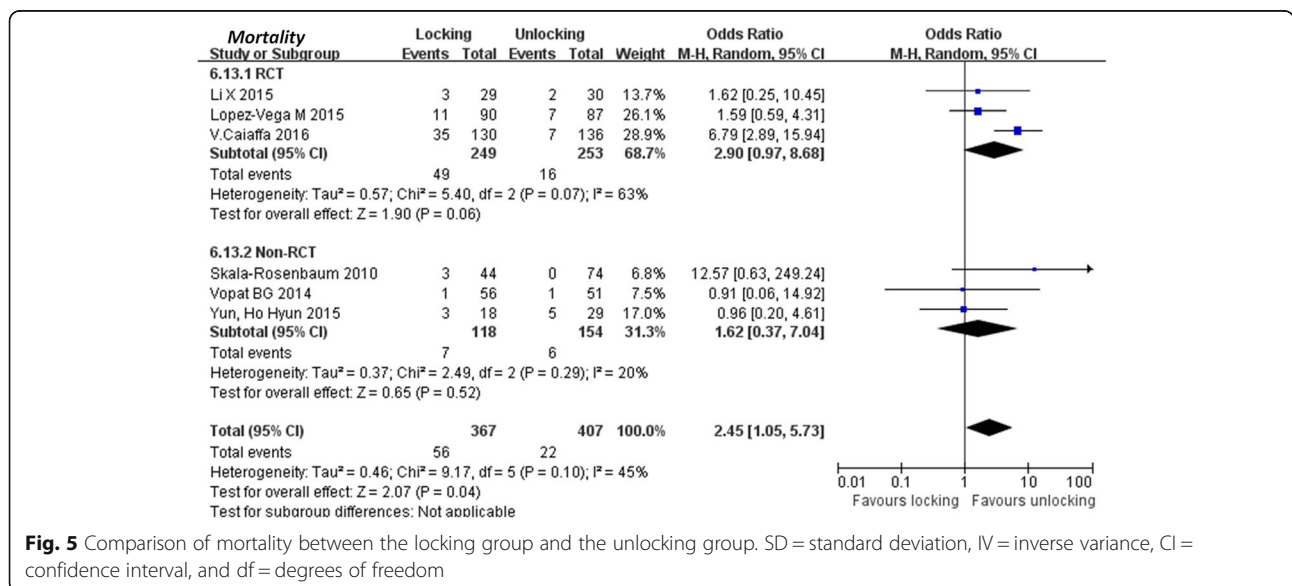 Mortality Locking Unlocking Odds Ratio Odds Ratio
Study or Subgroup Events Total Events Total Weight M-H, Random, 95% CI M-H, Random, 95% CI
6.13.1 RCT
Li X 2015 3 29 2 30 13.7% 1.62 [0.25, 10.45]
Lopez-Vega M 2015 11 90 7 87 26.1% 1.59 [0.59, 4.31]
V.Caiaffa 2016 35 130 7 136 28.9% 6.79 [2.89, 15.94]
Subtotal (95% CI) 249 253 68.7% 2.90 [0.97, 8.68]
Total events 49 16
Heterogeneity: Tau² = 0.57; Chi² = 5.40, df = 2 (P = 0.07); I² = 63%
Test for overall effect: Z = 1.90 (P = 0.06)
6.13.2 Non-RCT
Skala-Rosenbaum 2010 3 44 0 74 6.8% 12.57 [0.63, 249.24]
Vopat BG 2014 1 56 1 51 7.5% 0.91 [0.06, 14.92]
Yun, Ho Hyun 2015 3 18 5 29 17.0% 0.96 [0.20, 4.61]
Subtotal (95% CI) 118 154 31.3% 1.62 [0.37, 7.04]
Total events 7 6
Heterogeneity: Tau² = 0.37; Chi² = 2.49, df = 2 (P = 0.29); I² = 20%
Test for overall effect: Z = 0.65 (P = 0.52)
Total (95% CI) 367 407 100.0% 2.45 [1.05, 5.73]
Total events 56 22
Heterogeneity: Tau² = 0.46; Chi² = 9.17, df = 5 (P = 0.10); I² = 45%
Test for overall effect: Z = 2.07 (P = 0.04)
Test for subgroup differences: Not applicable
0.01 0.1 1 10 100
Favours locking Favours unlocking
Fig. 5 Comparison of mortality between the locking group and the unlocking group. SD = standard deviation, IV = inverse variance, CI =
confidence interval, and df = degrees of freedom